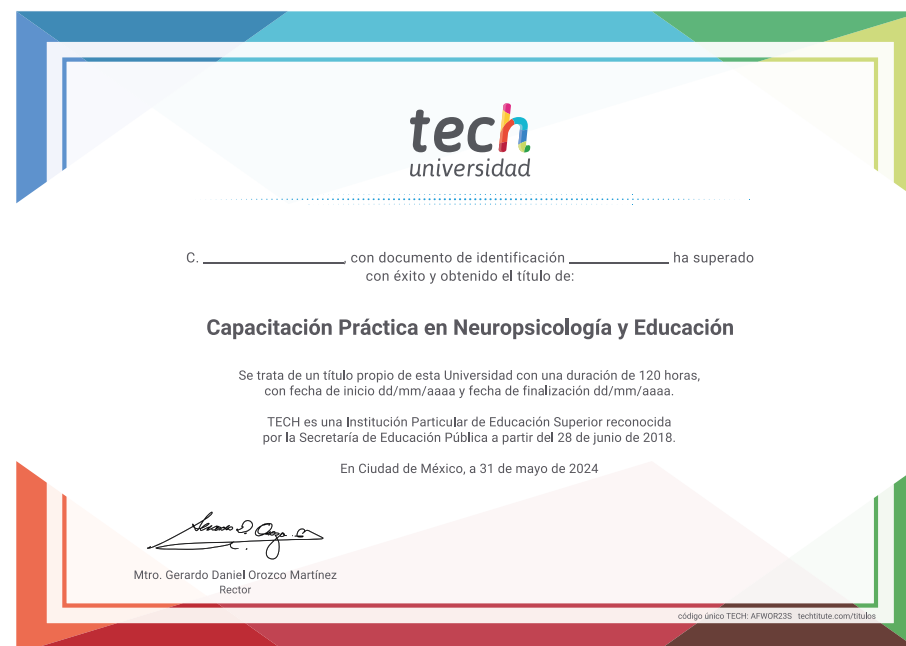 tech
universidad
C. ____________, con documento de identificación ____________ ha superado
con éxito y obtenido el título de:
Capacitación Práctica en Neuropsicología y Educación
Se trata de un título propio de esta Universidad con una duración de 120 horas,
con fecha de inicio dd/mm/aaaa y fecha de finalización dd/mm/aaaa.
TECH es una Institución Particular de Educación Superior reconocida
por la Secretaría de Educación Pública a partir del 28 de junio de 2018.
En Ciudad de México, a 31 de mayo de 2024
Mtro. Gerardo Daniel Orozco Martínez
Rector
código único TECH: AFWOR23S techtitute.com/titulos